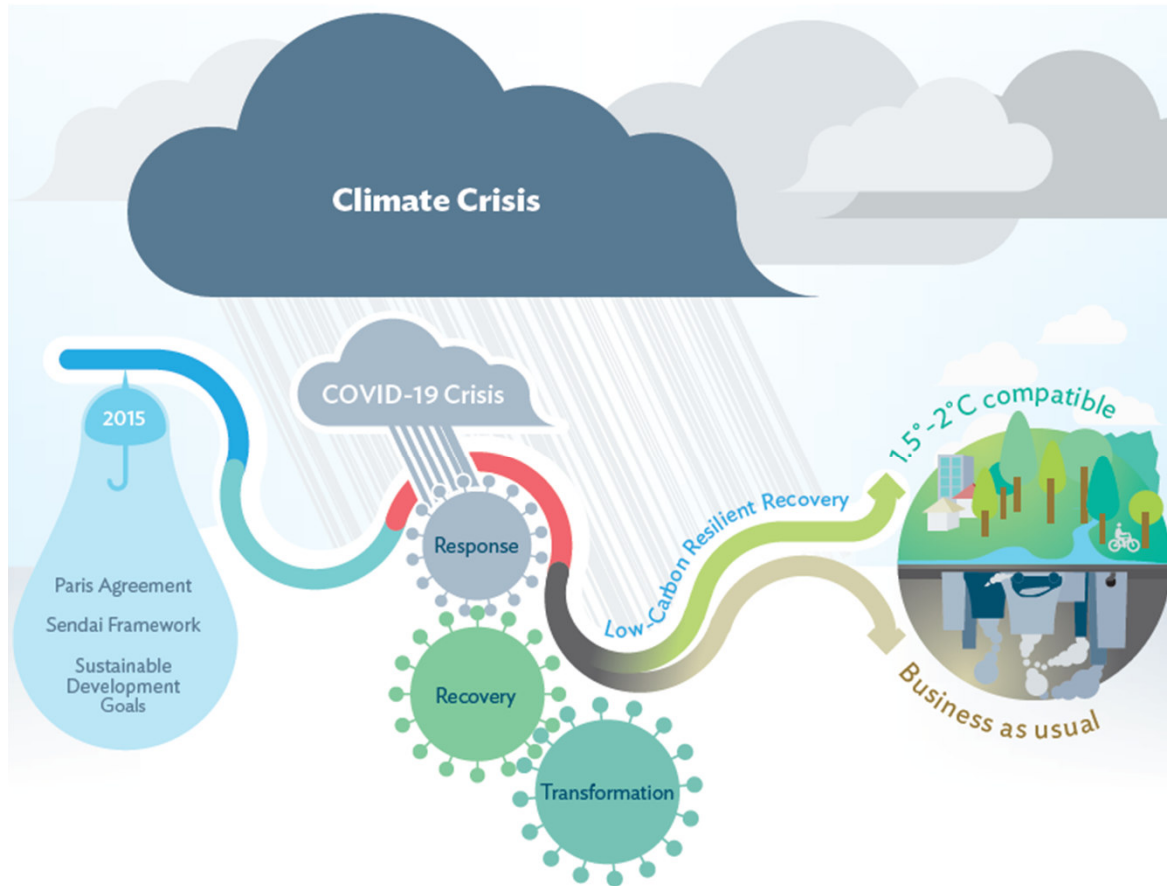 Climate Crisis
COVID-19 Crisis
2015
Paris Agreement
Sendai Framework
Sustainable
Development
Goals
Response
Recovery
Transformation
Low-Carbon Resilient Recovery
1.5°-2°C compatible
Business as usual